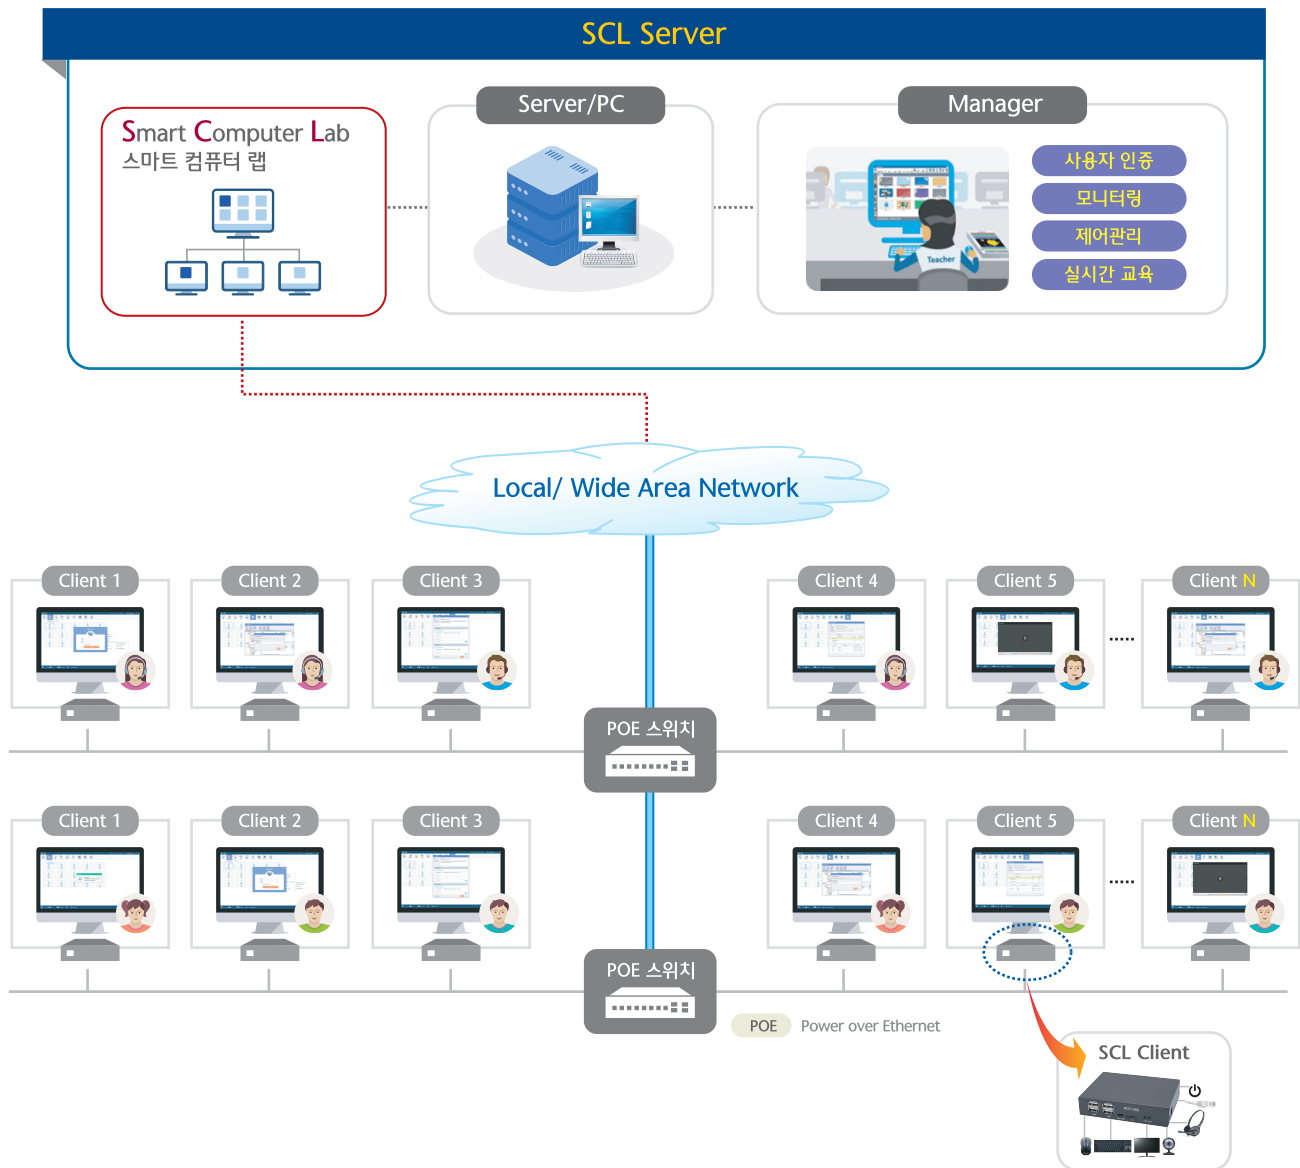 SCL Server
Smart Computer Lab
스마트 컴퓨터 랩
Server/PC
Manager
Teacher
사용자 인증
모니터링
제어관리
실시간 교육
Local/ Wide Area Network
Client 1
Client 2
Client 3
Client 4
Client 5
Client N
POE 스위치
Client 1
Client 2
Client 3
Client 4
Client 5
Client N
POE 스위치
POE
Power over Ethernet
SCL Client